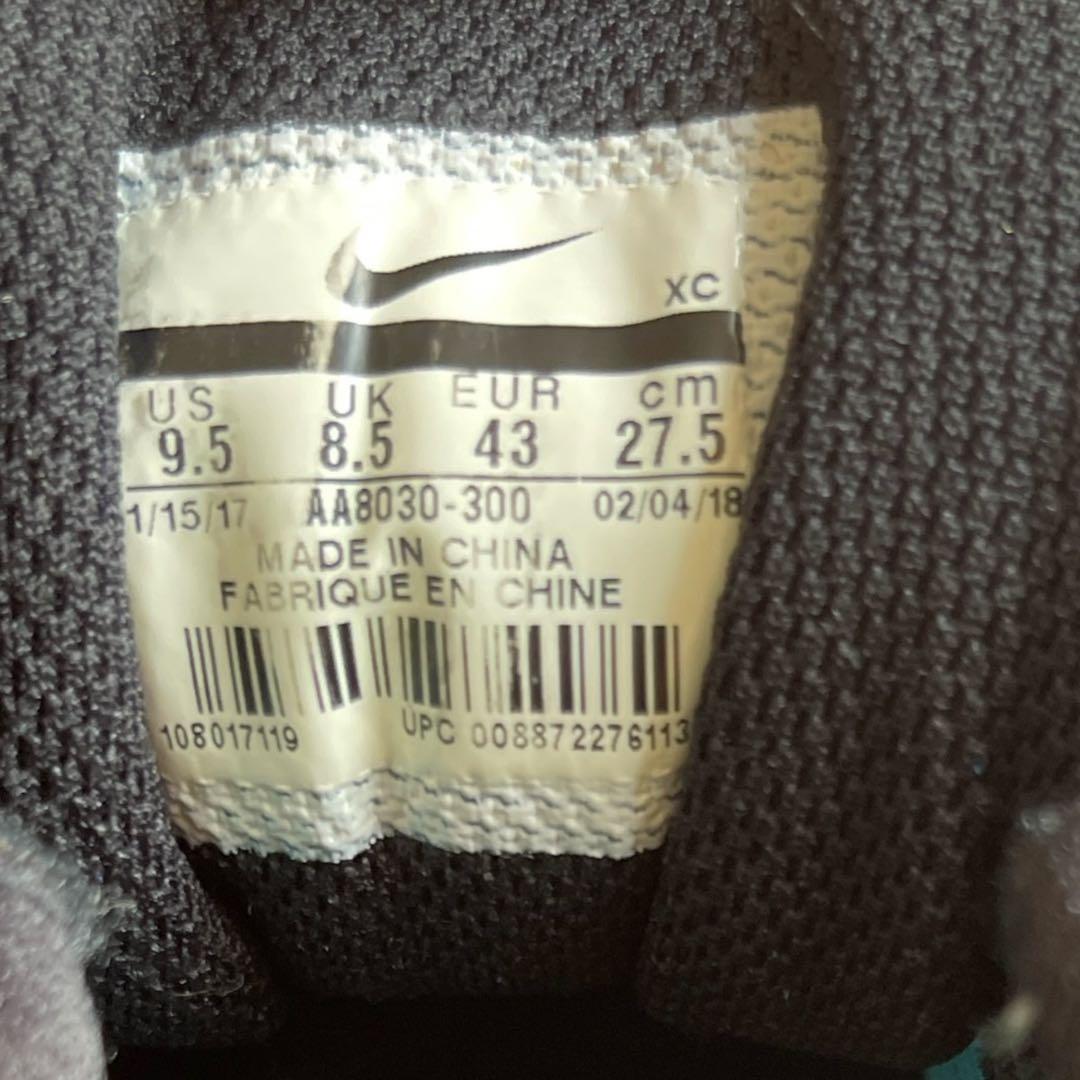 XC
US UK EUR cm
9.5 8.5 43 27.5
1/15/17 AA8030-300 02/04/18
MADE IN CHINA
FABRIQUE EN CHINE
108017119 UPC 008872276113